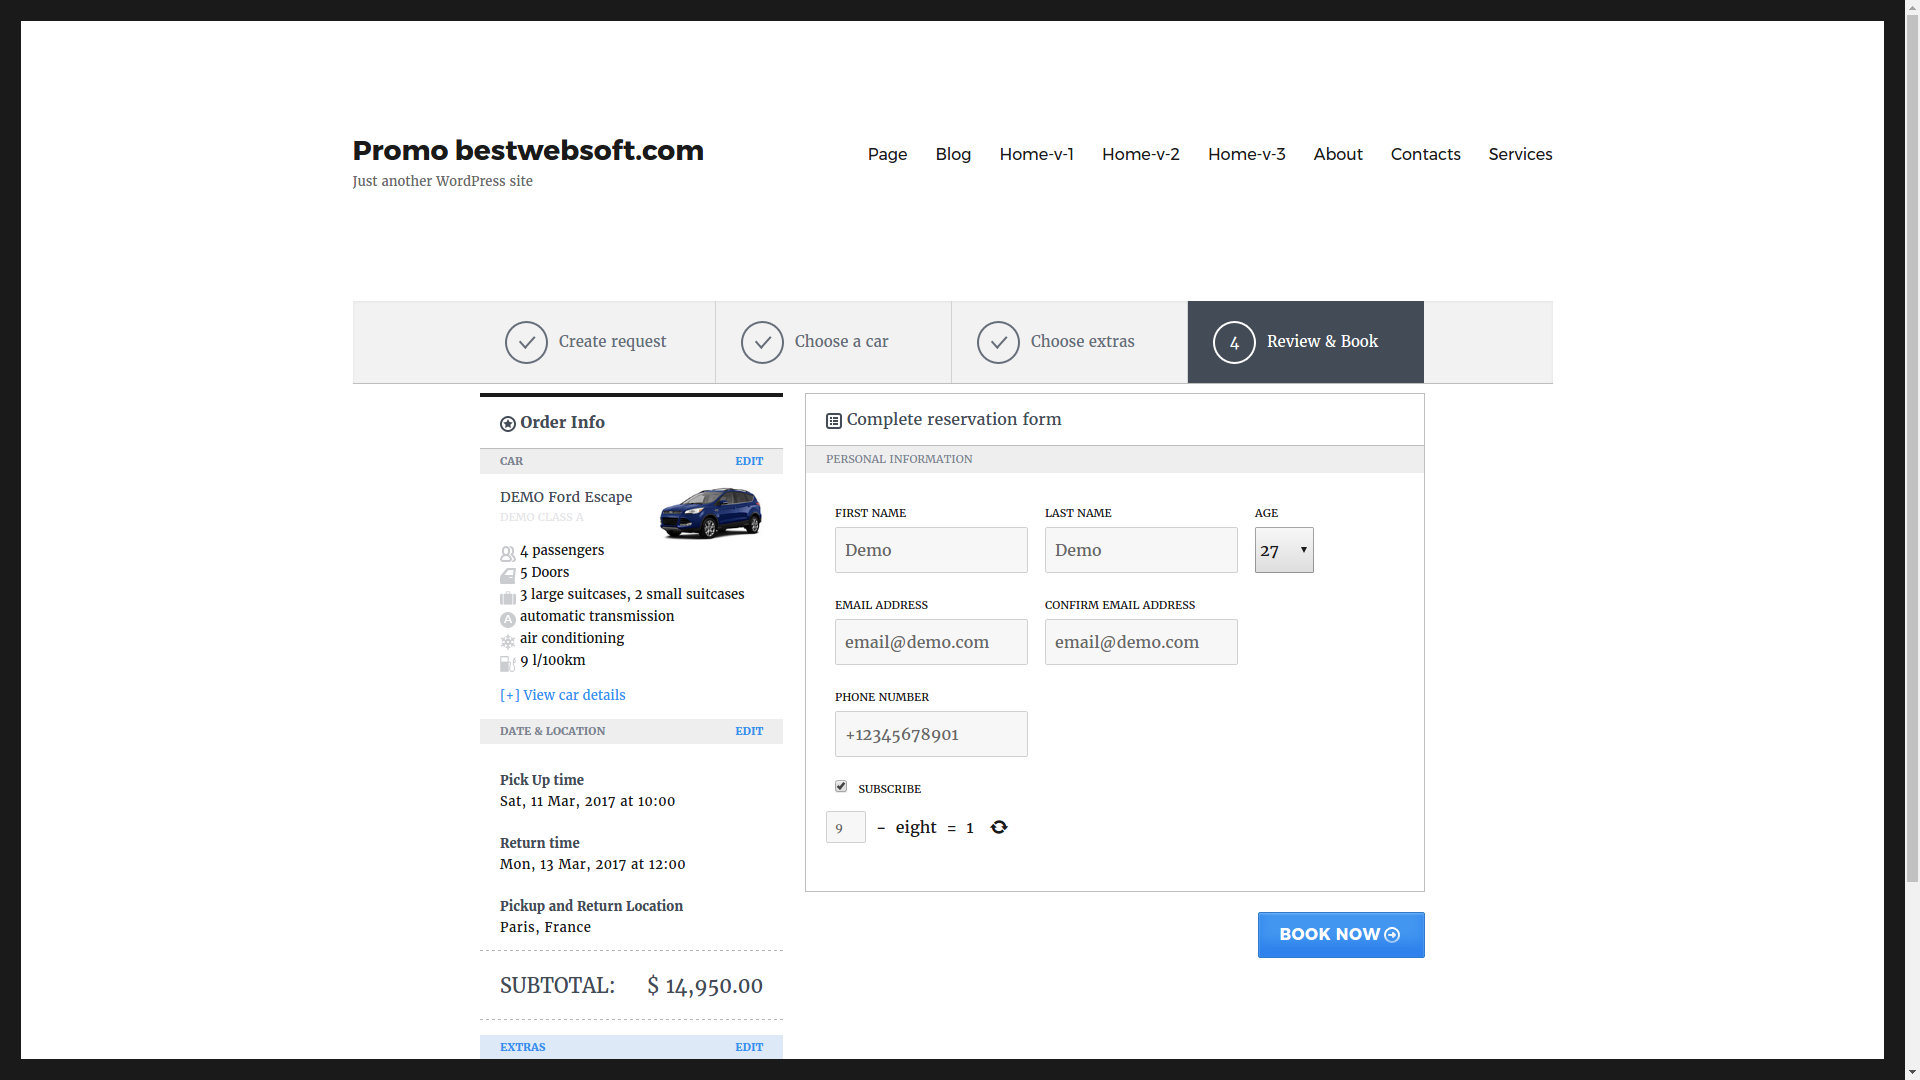 Promo bestwebsoft.com
Just another WordPress site
Page Blog Home-v-1 Home-v-2 Home-v-3 About Contacts Services
Create request
Choose a car
Choose extras
4 Review & Book
Order Info
CAR EDIT
DEMO Ford Escape
DEMO CLASS A
4 passengers
5 Doors
3 large suitcases, 2 small suitcases
A automatic transmission
air conditioning
9 l/100km
[+] View car details
DATE & LOCATION EDIT
Pick Up time
Sat, 11 Mar, 2017 at 10:00
Return time
Mon, 13 Mar, 2017 at 12:00
Pickup and Return Location
Paris, France
SUBTOTAL: $ 14,950.00
EXTRAS EDIT
Complete reservation form
PERSONAL INFORMATION
FIRST NAME LAST NAME AGE
Demo Demo 27
EMAIL ADDRESS CONFIRM EMAIL ADDRESS
email@demo.com email@demo.com
PHONE NUMBER
+12345678901
SUBSCRIBE
9 − eight = 1
BOOK NOW